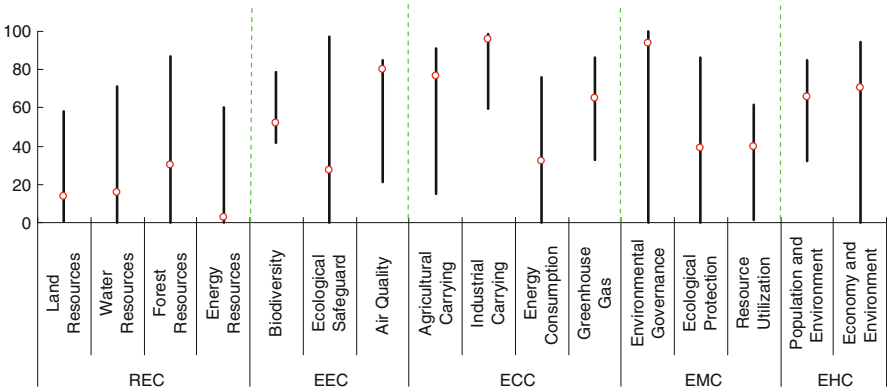 100
80
60
40
20
0
Land
Resources
Water
Resources
Forest
Resources
Energy
Resources
Biodiversity
Ecological
Safeguard
Air Quality
Agricultural
Carrying
Industrial
Carrying
Energy
Consumption
Greenhouse
Gas
Environmental
Governance
Ecological
Protection
Resource
Utilization
Population and
Environment
Economy and
Environment
REC
EEC
ECC
EMC
EHC